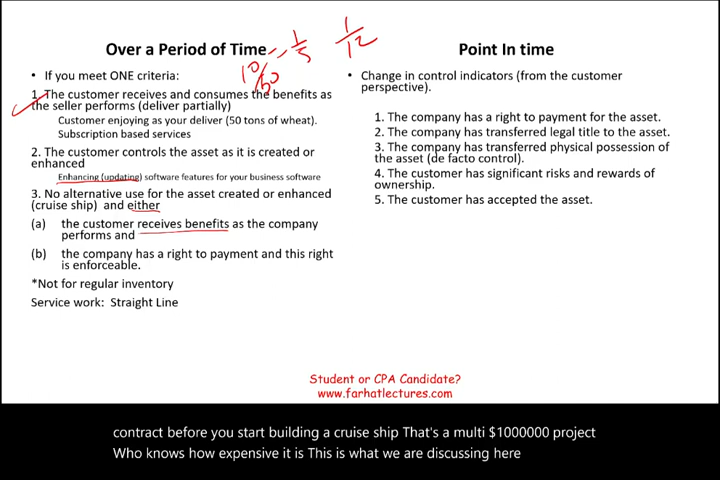 Over a Period of Time
1/5
1/12
Point In time
10/50
• If you meet ONE criteria:
1. The customer receives and consumes the benefits as
the seller performs (deliver partially)
Customer enjoying as your deliver (50 tons of wheat).
Subscription based services
2. The customer controls the asset as it is created or
enhanced
Enhancing (updating) software features for your business software
3. No alternative use for the asset created or enhanced
(cruise ship) and either
(a) the customer receives benefits as the company
performs and
(b) the company has a right to payment and this right
is enforceable.
*Not for regular inventory
Service work: Straight Line
• Change in control indicators (from the customer
perspective).
1. The company has a right to payment for the asset.
2. The company has transferred legal title to the asset.
3. The company has transferred physical possession of
the asset (de facto control).
4. The customer has significant risks and rewards of
ownership.
5. The customer has accepted the asset.
Student or CPA Candidate?
www.farhatlectures.com
contract before you start building a cruise ship That's a multi $1000000 project
Who knows how expensive it is This is what we are discussing here